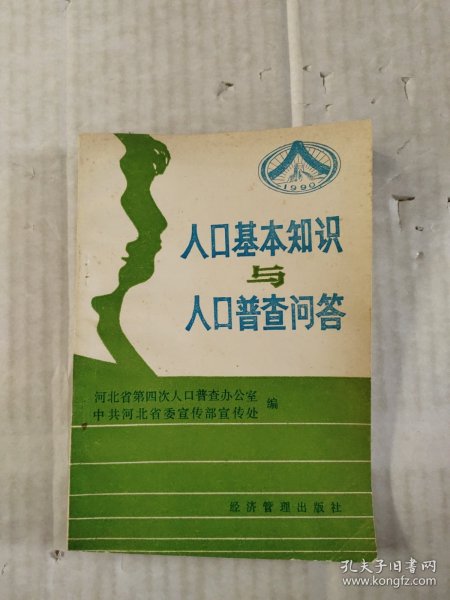 1990
人口基本知识
与
人口普查问答
河北省第四次人口普查办公室
中共河北省委宣传部宣传处
编
经济管理出版社
孔夫子旧书网
www.kongfz.com